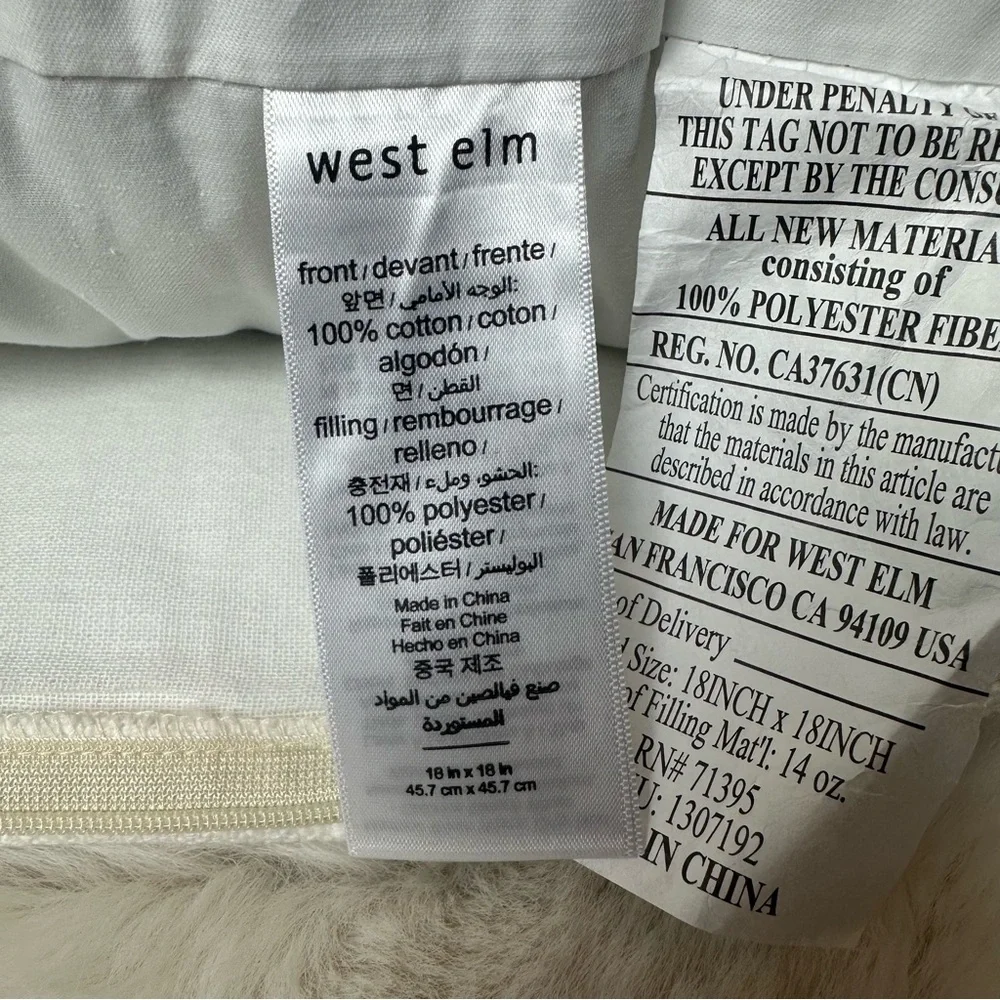 west elm
front / devant / frente /
앞면 / الوجه الأمامي:
100% cotton / coton /
algodón /
면 / القطن
filling / rembourrage /
relleno /
충전재 / الحشو، وملء:
100% polyester /
poliéster /
폴리에스터 / البوليستر
Made in China
Fait en Chine
Hecho en China
중국 제조
صنع فيالصين من المواد
المستوردة
18 in x 18 in
45.7 cm x 45.7 cm
UNDER PENALTY
THIS TAG NOT TO BE RE
EXCEPT BY THE CONSU
ALL NEW MATERIA
consisting of
100% POLYESTER FIBE
REG. NO. CA37631(CN)
Certification is made by the manufactu
that the materials in this article are
described in accordance with law.
MADE FOR WEST ELM
AN FRANCISCO CA 94109 USA
of Delivery
d Size: 18INCH x 18INCH
of Filling Mat'l: 14 oz.
RN# 71395
U: 1307192
IN CHINA